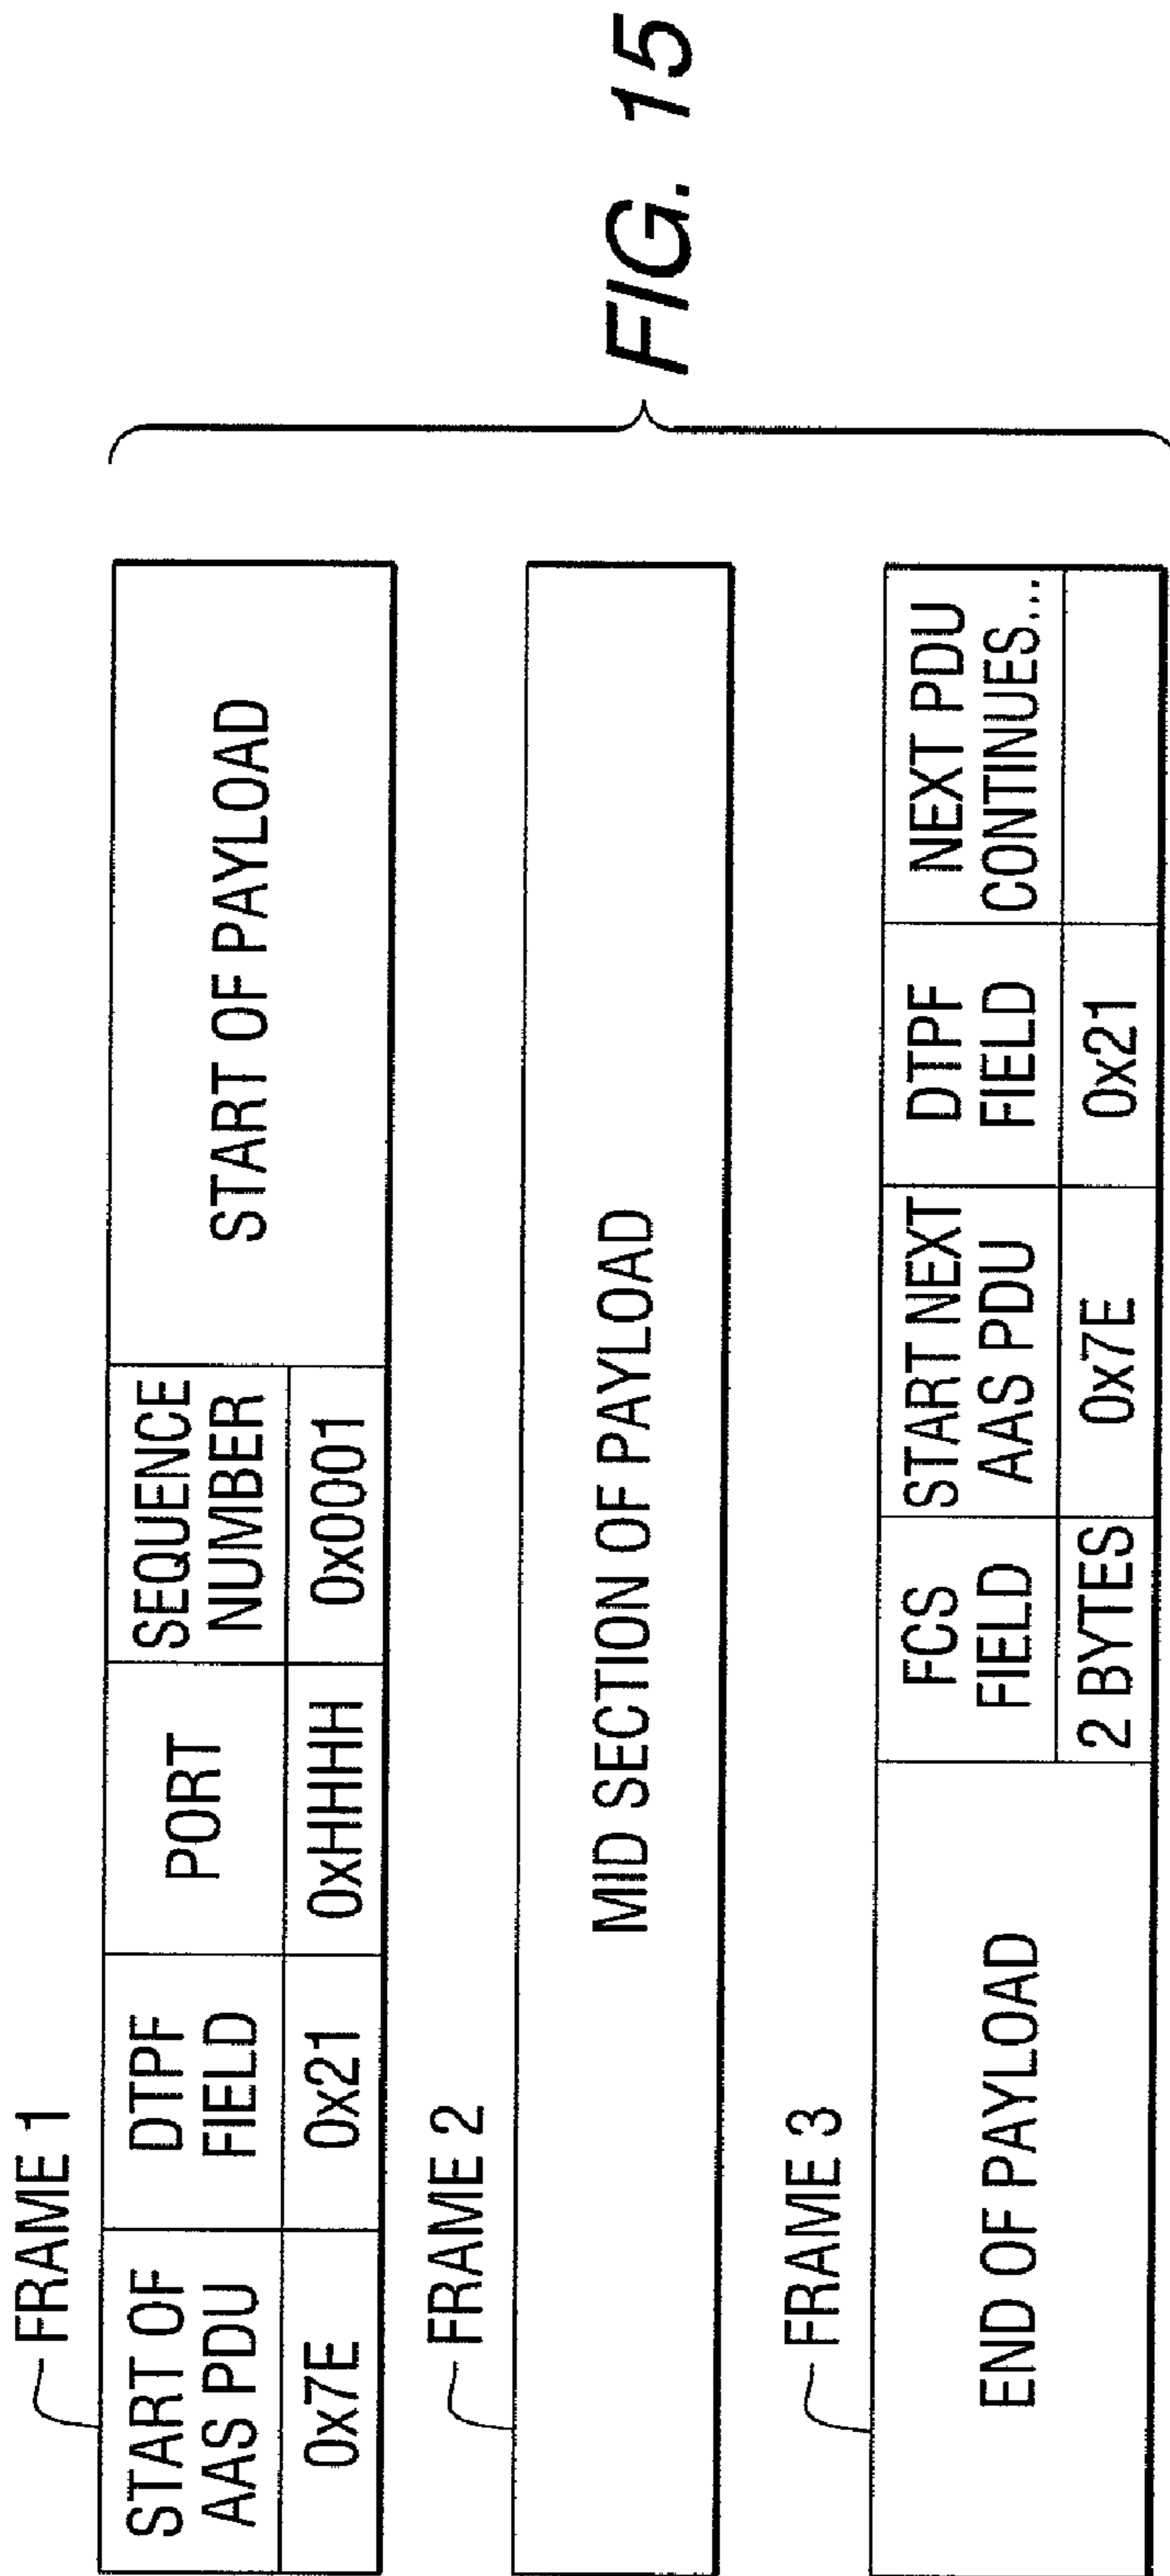 FRAME 1
START OF
AAS PDU
0x7E
DTPF
FIELD
0x21
PORT
0xHHHH
SEQUENCE
NUMBER
0x0001
START OF PAYLOAD
FRAME 2
MID SECTION OF PAYLOAD
FRAME 3
END OF PAYLOAD
FCS
FIELD
2 BYTES
START NEXT
AAS PDU
0x7E
DTPF
FIELD
0x21
NEXT PDU
CONTINUES...
FIG. 15